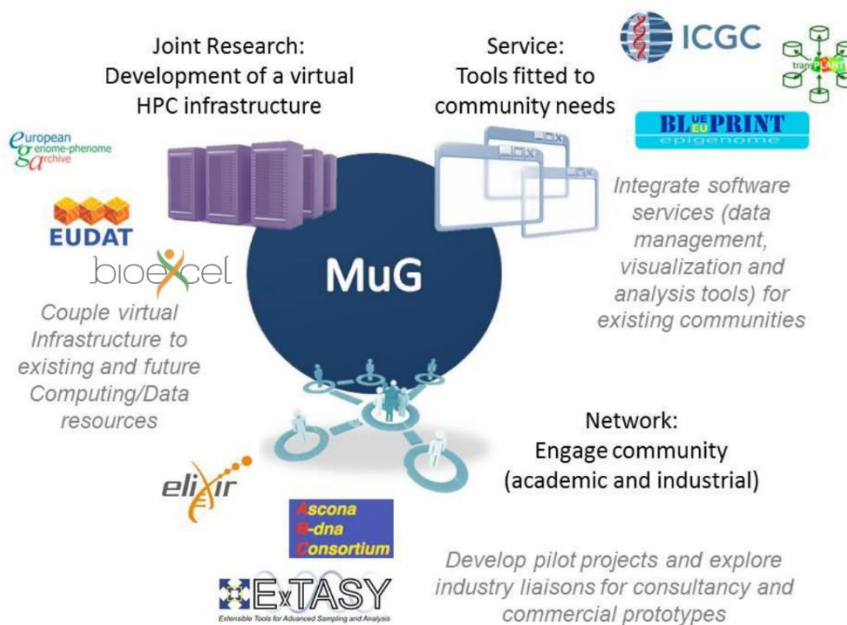 Joint Research:
Development of a virtual
HPC infrastructure
Service:
Tools fitted to
community needs
ICGC
transPLANT
BLUEPRINT
EU
epigenome
european
genome-phenome
archive
EUDAT
bioexcel
MuG
Integrate software
services (data
management,
visualization and
analysis tools) for
existing communities
Couple virtual
Infrastructure to
existing and future
Computing/Data
resources
Network:
Engage community
(academic and industrial)
elixir
Ascona
B-dna
Consortium
ExTASY
Extensible Tools for Advanced Sampling and Analysis
Develop pilot projects and explore
industry liaisons for consultancy and
commercial prototypes